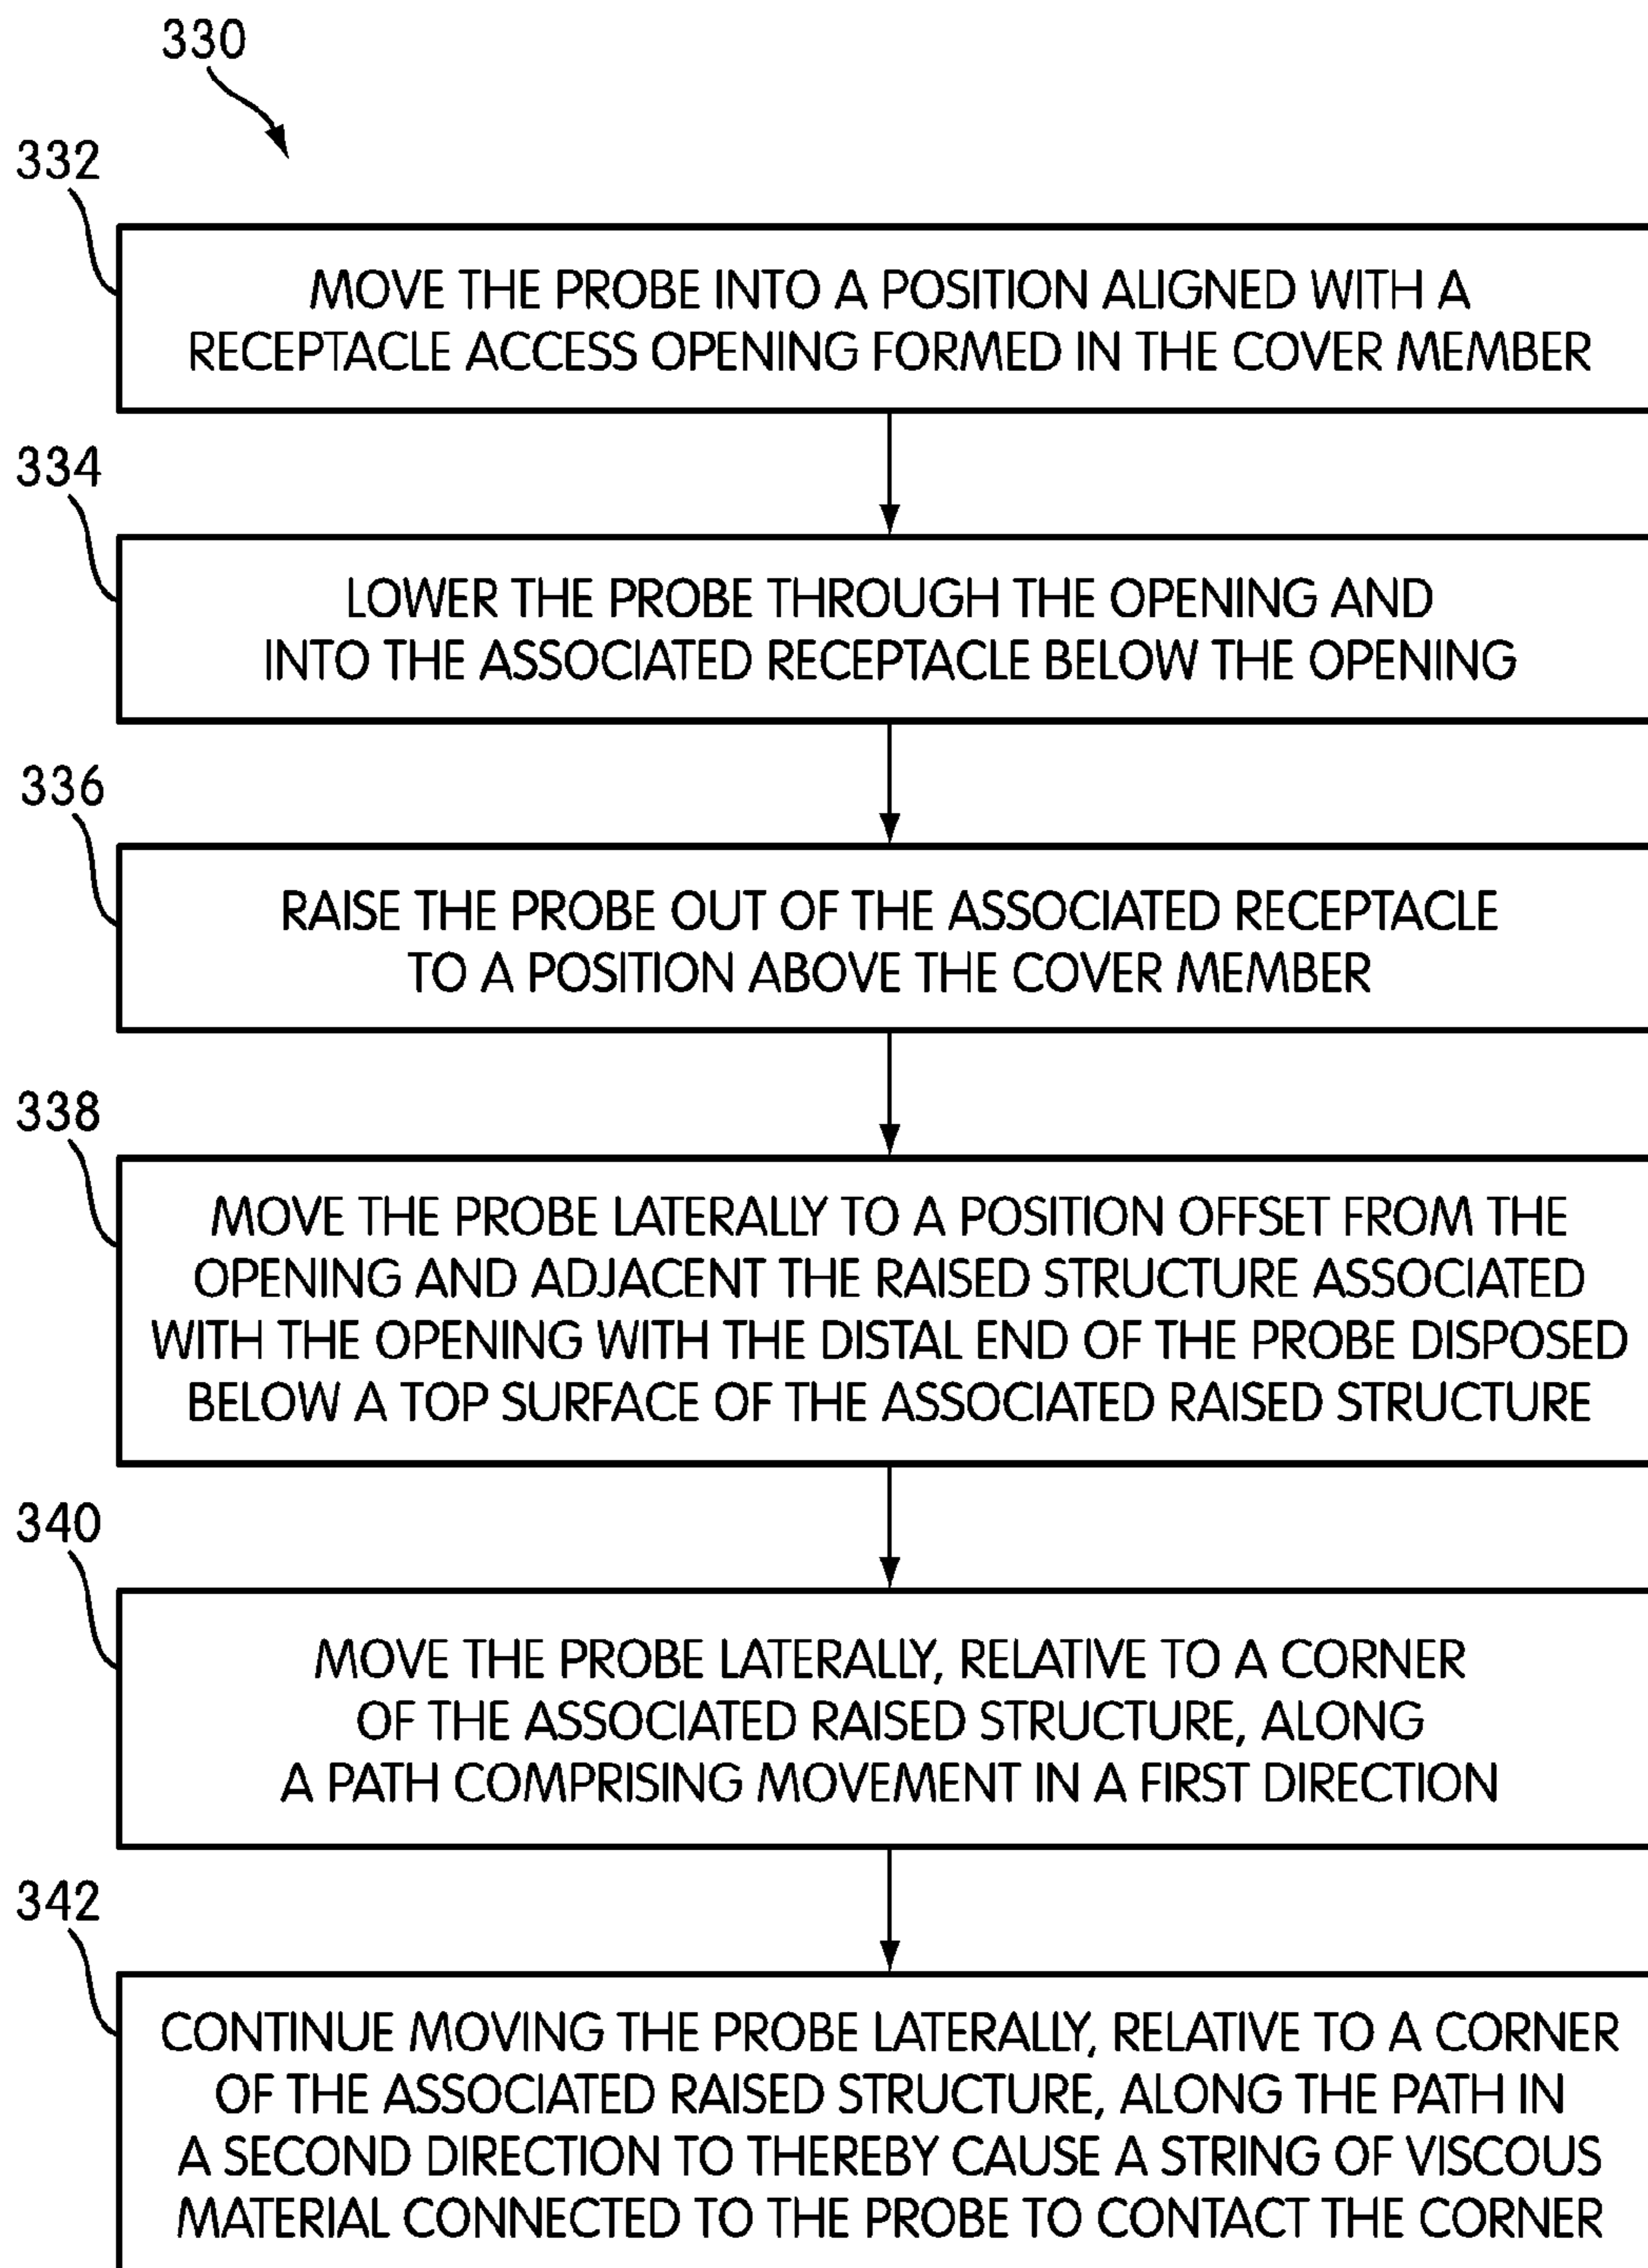 330
332
MOVE THE PROBE INTO A POSITION ALIGNED WITH A
RECEPTACLE ACCESS OPENING FORMED IN THE COVER MEMBER
334
LOWER THE PROBE THROUGH THE OPENING AND
INTO THE ASSOCIATED RECEPTACLE BELOW THE OPENING
336
RAISE THE PROBE OUT OF THE ASSOCIATED RECEPTACLE
TO A POSITION ABOVE THE COVER MEMBER
338
MOVE THE PROBE LATERALLY TO A POSITION OFFSET FROM THE
OPENING AND ADJACENT THE RAISED STRUCTURE ASSOCIATED
WITH THE OPENING WITH THE DISTAL END OF THE PROBE DISPOSED
BELOW A TOP SURFACE OF THE ASSOCIATED RAISED STRUCTURE
340
MOVE THE PROBE LATERALLY, RELATIVE TO A CORNER
OF THE ASSOCIATED RAISED STRUCTURE, ALONG
A PATH COMPRISING MOVEMENT IN A FIRST DIRECTION
342
CONTINUE MOVING THE PROBE LATERALLY, RELATIVE TO A CORNER
OF THE ASSOCIATED RAISED STRUCTURE, ALONG THE PATH IN
A SECOND DIRECTION TO THEREBY CAUSE A STRING OF VISCOUS
MATERIAL CONNECTED TO THE PROBE TO CONTACT THE CORNER